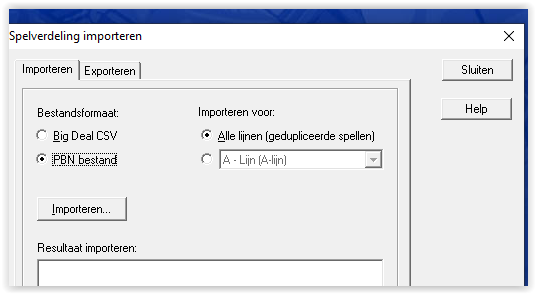 Spelverdeling importeren
Importeren
Exporteren
Sluiten
Help
Bestandsformaat:
Importeren voor:
Big Deal CSV
Alle lijnen (gedupliceerde spellen)
PBN bestand
A - Lijn (A-lijn)
Importeren...
Resultaat importeren: